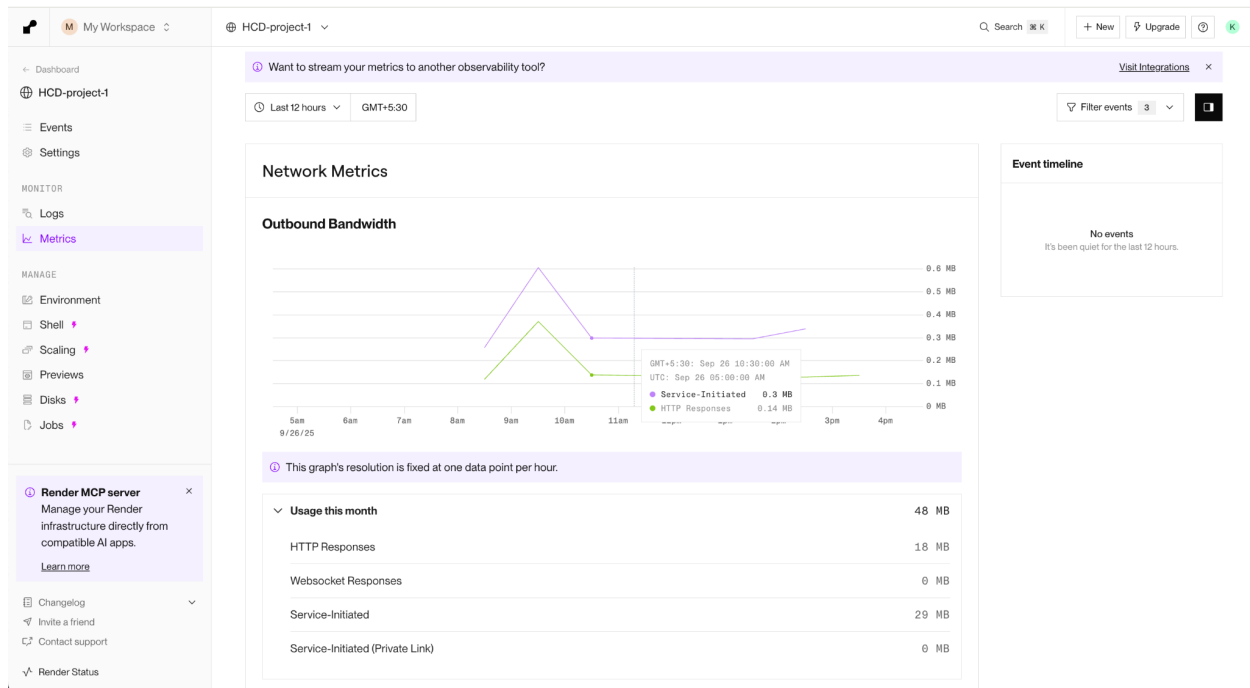 M My Workspace
HCD-project-1
Search ⌘ K
+ New
Upgrade
K
← Dashboard
HCD-project-1
Events
Settings
MONITOR
Logs
Metrics
MANAGE
Environment
Shell
Scaling
Previews
Disks
Jobs
Render MCP server
Manage your Render
infrastructure directly from
compatible AI apps.
Learn more
Changelog
Invite a friend
Contact support
Render Status
Want to stream your metrics to another observability tool?
Visit Integrations
Last 12 hours
GMT+5:30
Filter events 3
Network Metrics
Outbound Bandwidth
0.6 MB
0.5 MB
0.4 MB
0.3 MB
0.2 MB
0.1 MB
0 MB
GMT+5:30: Sep 26 10:30:00 AM
UTC: Sep 26 05:00:00 AM
Service-Initiated 0.3 MB
HTTP Responses 0.14 MB
5am 6am 7am 8am 9am 10am 11am 3pm 4pm
9/26/25
This graph's resolution is fixed at one data point per hour.
Usage this month 48 MB
HTTP Responses 18 MB
Websocket Responses 0 MB
Service-Initiated 29 MB
Service-Initiated (Private Link) 0 MB
Event timeline
No events
It's been quiet for the last 12 hours.